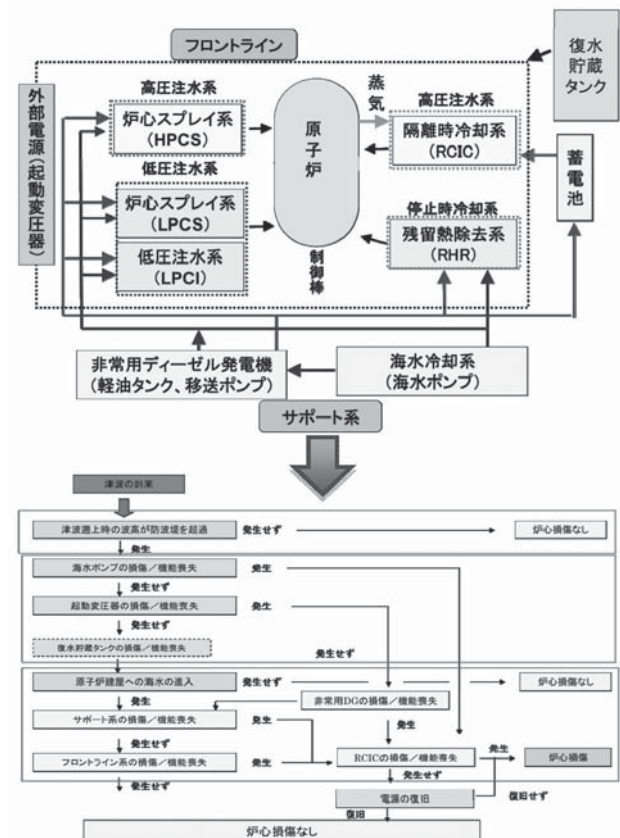 フロントライン
復水
貯蔵
タンク
外部電源(起動変圧器)
高圧注水系
炉心スプレイ系
(HPCS)
低圧注水系
炉心スプレイ系
(LPCS)
低圧注水系
(LPCI)
原子炉
制御棒
蒸気
高圧注水系
隔離時冷却系
(RCIC)
停止時冷却系
残留熱除去系
(RHR)
蓄電池
非常用ディーゼル発電機
(軽油タンク、移送ポンプ)
海水冷却系
(海水ポンプ)
サポート系
津波の到来
津波遡上時の波高が防波堤を超過
発生せず
炉心損傷なし
発生
海水ポンプの損傷/機能喪失
発生
発生せず
起動変圧器の損傷/機能喪失
発生
発生せず
復水貯蔵タンクの損傷/機能喪失
発生せず
原子炉建屋への海水の進入
発生せず
炉心損傷なし
発生
非常用DGの損傷/機能喪失
サポート系の損傷/機能喪失
発生
発生
発生せず
フロントライン系の損傷/機能喪失
発生
RCICの損傷/機能喪失
発生
炉心損傷
発生せず
発生せず
電源の復旧
復旧せず
復旧
炉心損傷なし